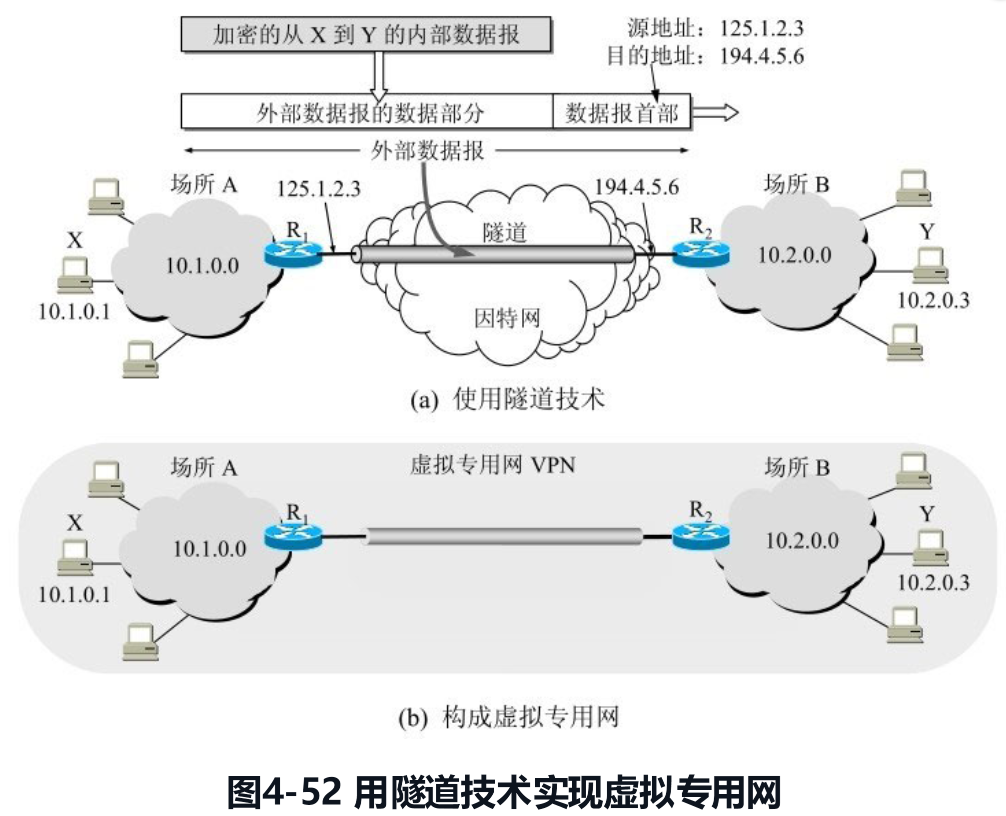 加密的从 X 到 Y 的内部数据报
源地址：125.1.2.3
目的地址：194.4.5.6
外部数据报的数据部分
数据报首部
外部数据报
场所 A
125.1.2.3
194.4.5.6
场所 B
X
R1
隧道
R2
Y
10.1.0.0
10.2.0.0
10.1.0.1
10.2.0.3
因特网
(a) 使用隧道技术
场所 A
虚拟专用网 VPN
场所 B
X
R1
R2
Y
10.1.0.0
10.2.0.0
10.1.0.1
10.2.0.3
(b) 构成虚拟专用网
图4-52 用隧道技术实现虚拟专用网